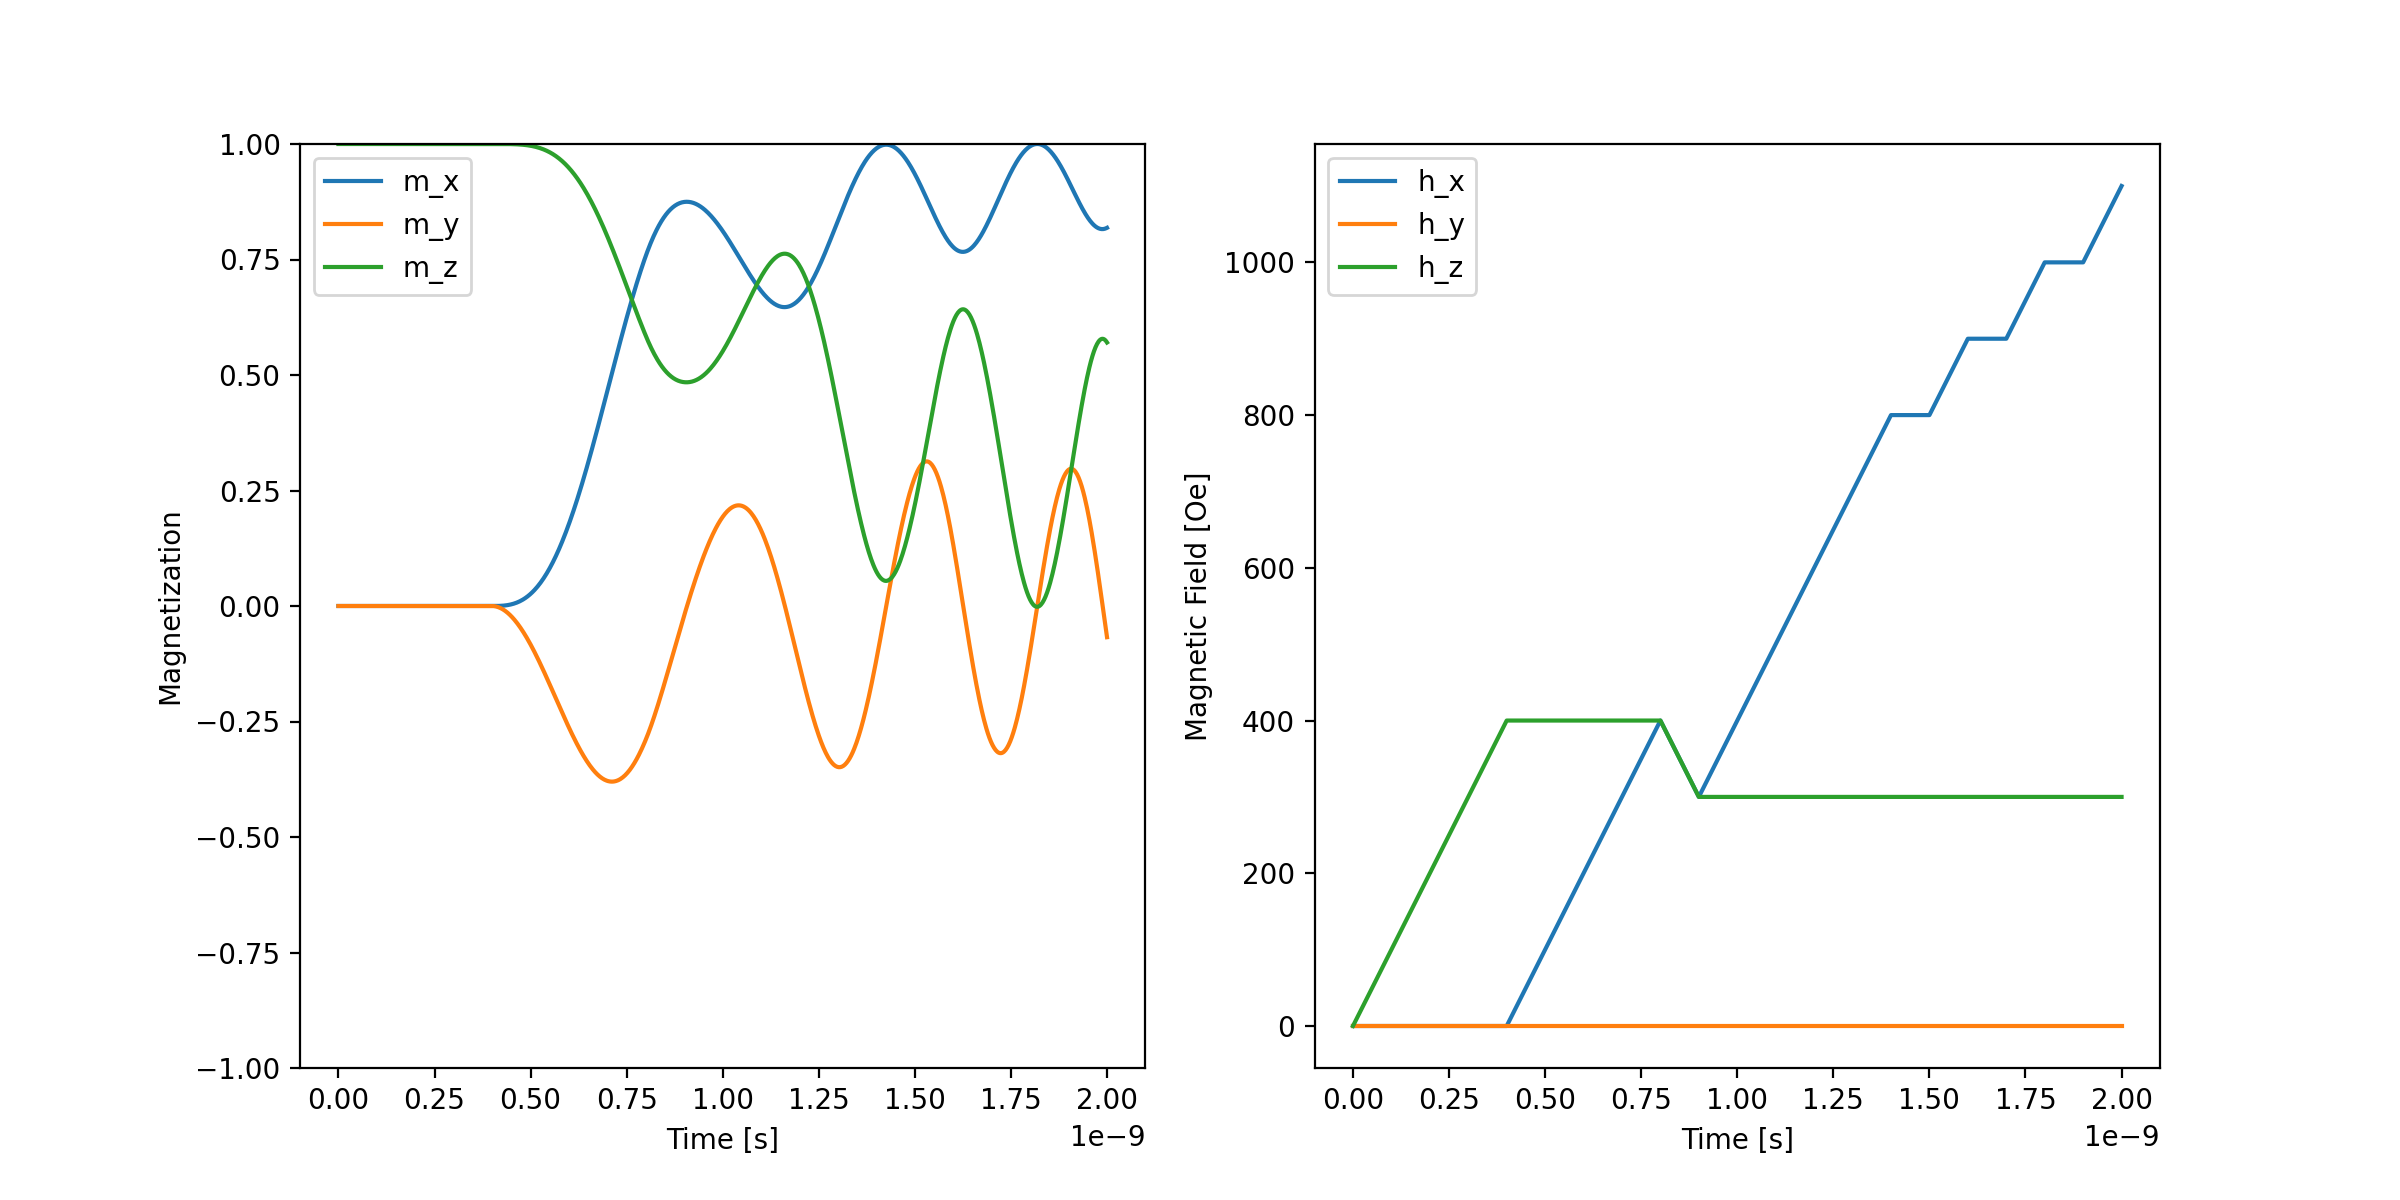 1.00
0.75
0.50
0.25
0.00
−0.25
−0.50
−0.75
−1.00
Magnetization
m_x
m_y
m_z
0.00 0.25 0.50 0.75 1.00 1.25 1.50 1.75 2.00
Time [s]
1e−9
1000
800
600
400
200
0
Magnetic Field [Oe]
h_x
h_y
h_z
0.00 0.25 0.50 0.75 1.00 1.25 1.50 1.75 2.00
Time [s]
1e−9